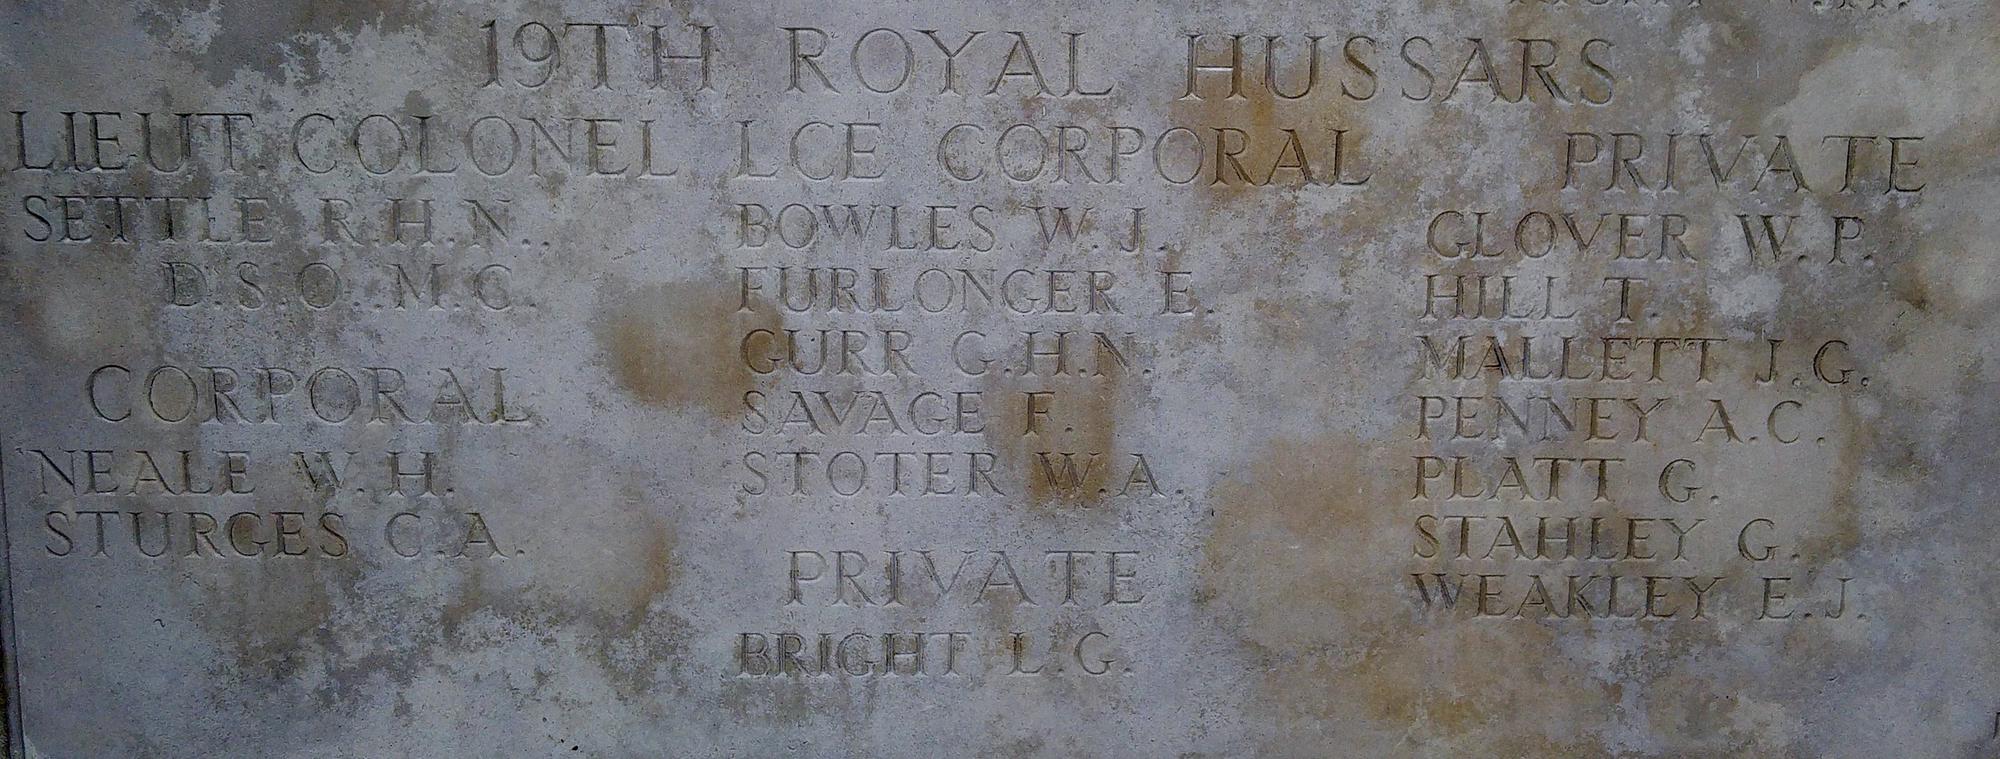 19TH ROYAL HUSSARS
LIEUT. COLONEL
SETTLE R.H.N.,
D.S.O., M.C.
CORPORAL
NEALE W.H.
STURGES C.A.
LCE CORPORAL
BOWLES W.J.
FURLONGER E.
GURR G.H.N.
SAVAGE F.
STOTER W.A.
PRIVATE
BRIGHT L.G.
PRIVATE
GLOVER W.P.
HILL T.
MALLETT J.G.
PENNEY A.C.
PLATT G.
STAHLEY G.
WEAKLEY E.J.